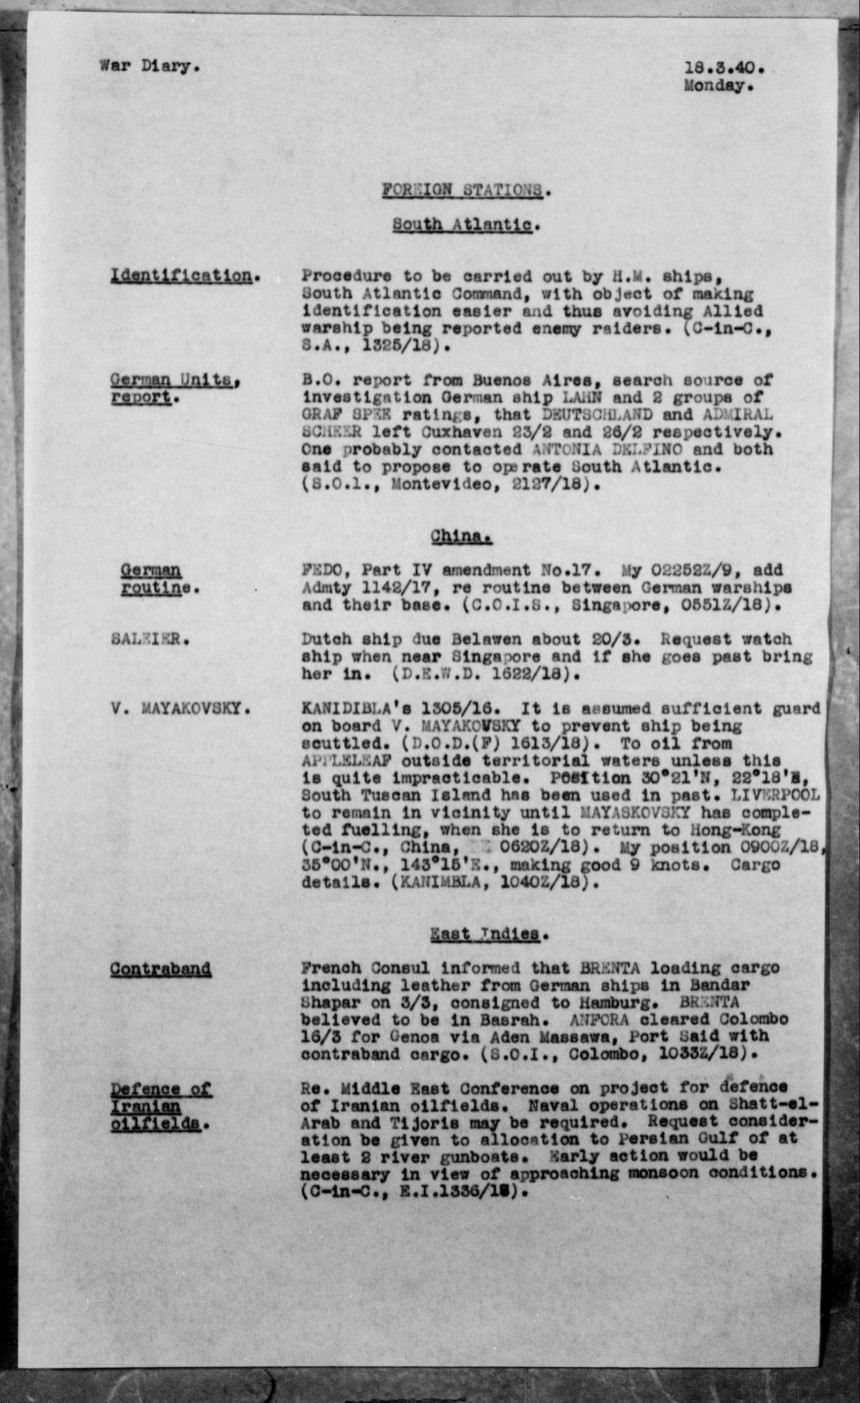 War Diary. 18.3.40.
Monday.
FOREIGN STATIONS.
South Atlantic.
Identification. Procedure to be carried out by H.M. ships,
South Atlantic Command, with object of making
identification easier and thus avoiding Allied
warship being reported enemy raiders. (C-in-C.,
S.A., 1325/18).
German Units, B.O. report from Buenos Aires, search source of
report. investigation German ship LAHN and 2 groups of
GRAF SPEE ratings, that DEUTSCHLAND and ADMIRAL
SCHEER left Cuxhaven 23/2 and 26/2 respectively.
One probably contacted ANTONIA DELFINO and both
said to propose to operate South Atlantic.
(S.O.1., Montevideo, 2127/18).
China.
German FEDO, Part IV amendment No.17. My 02252Z/9, add
routine. Admty 1142/17, re routine between German warships
and their base. (C.O.I.S., Singapore, 0551Z/18).
SALEIER. Dutch ship due Belawen about 20/3. Request watch
ship when near Singapore and if she goes past bring
her in. (D.E.W.D. 1622/18).
V. MAYAKOVSKY. KANIDIBLA's 1305/16. It is assumed sufficient guard
on board V. MAYAKOVSKY to prevent ship being
scuttled. (D.O.D.(F) 1613/18). To oil from
APPLELEAF outside territorial waters unless this
is quite impracticable. Position 30°21'N, 22°18'
South Tuscan Island has been used in past. LIVERPOOL
to remain in vicinity until MAYASKOVSKY has comple-
ted fuelling, when she is to return to Hong-Kong
(C-in-C., China, 0620Z/18). My position 0900Z/18,
35°00'N., 143°15'E., making good 9 knots. Cargo
details. (KANIMBLA, 1040Z/18).
East Indies.
Contraband French Consul informed that BRENTA loading cargo
including leather from German ships in Bandar
Shapar on 3/3, consigned to Hamburg. BRENTA
believed to be in Basrah. ANFORA cleared Colombo
16/3 for Genoa via Aden Massawa, Port Said with
contraband cargo. (S.O.I., Colombo, 1033Z/18).
Defence of Re. Middle East Conference on project for defence
Iranian of Iranian oilfields. Naval operations on Shatt-el-
oilfields. Arab and Tijoris may be required. Request consider-
ation be given to allocation to Persian Gulf of at
least 2 river gunboats. Early action would be
necessary in view of approaching monsoon conditions.
(C-in-C., E.I.1336/18).